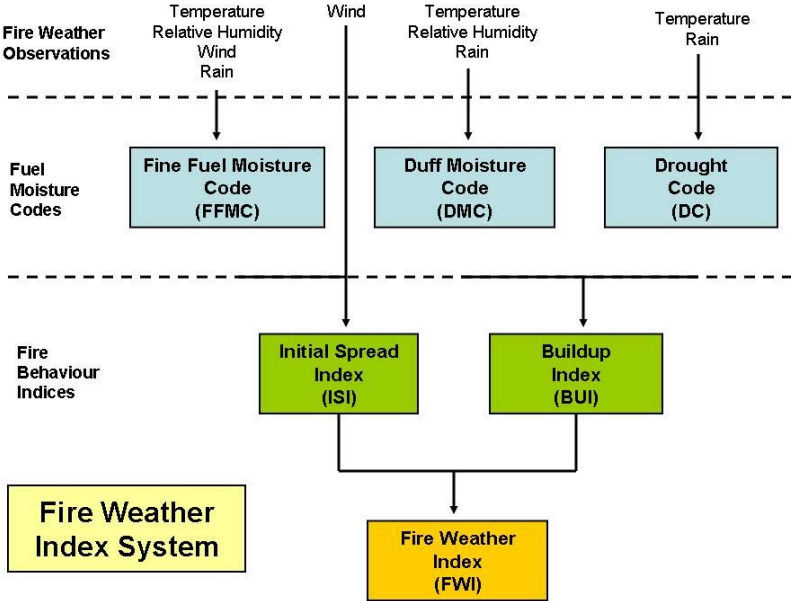 Fire Weather
Observations
Temperature
Relative Humidity
Wind
Rain
Wind
Temperature
Relative Humidity
Rain
Temperature
Rain
Fuel
Moisture
Codes
Fine Fuel Moisture
Code
(FFMC)
Duff Moisture
Code
(DMC)
Drought
Code
(DC)
Fire
Behaviour
Indices
Initial Spread
Index
(ISI)
Buildup
Index
(BUI)
Fire Weather
Index System
Fire Weather
Index
(FWI)